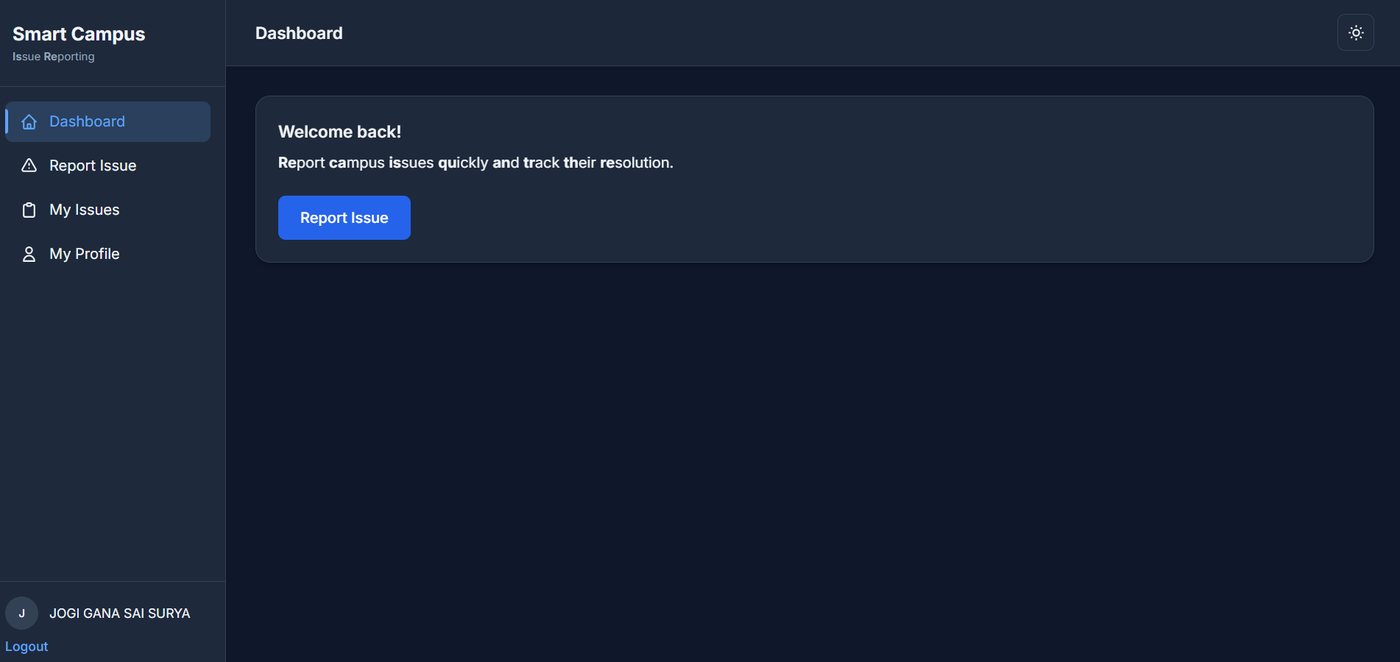 Smart Campus
Issue Reporting
Dashboard
Report Issue
My Issues
My Profile
J
JOGI GANA SAI SURYA
Logout
Dashboard
Welcome back!
Report campus issues quickly and track their resolution.
Report Issue